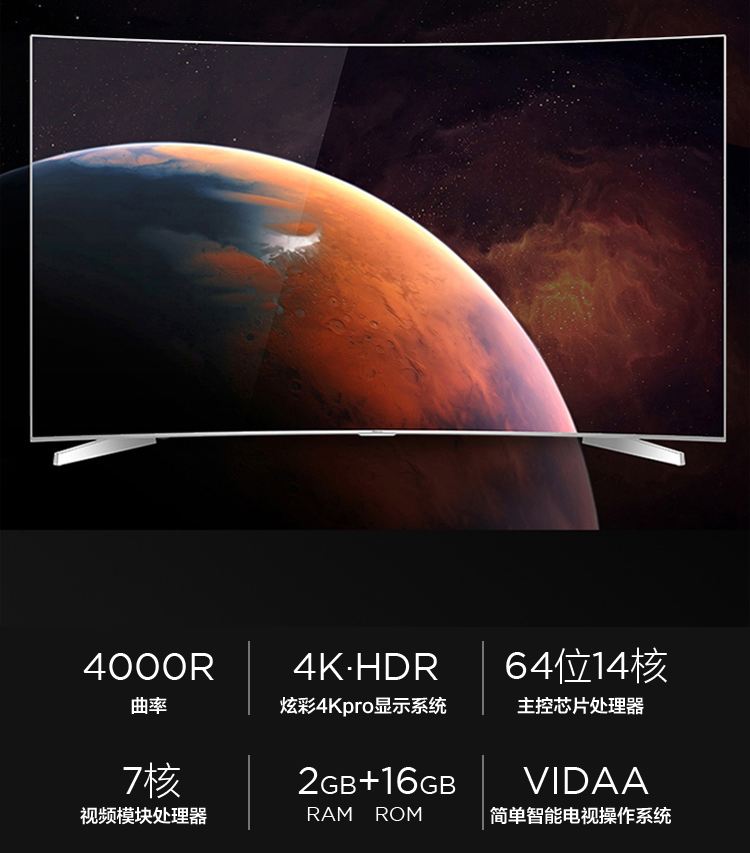 4000R
曲率
4K·HDR
炫彩4Kpro显示系统
64位14核
主控芯片处理器
7核
视频模块处理器
2GB+16GB
RAM ROM
VIDAA
简单智能电视操作系统